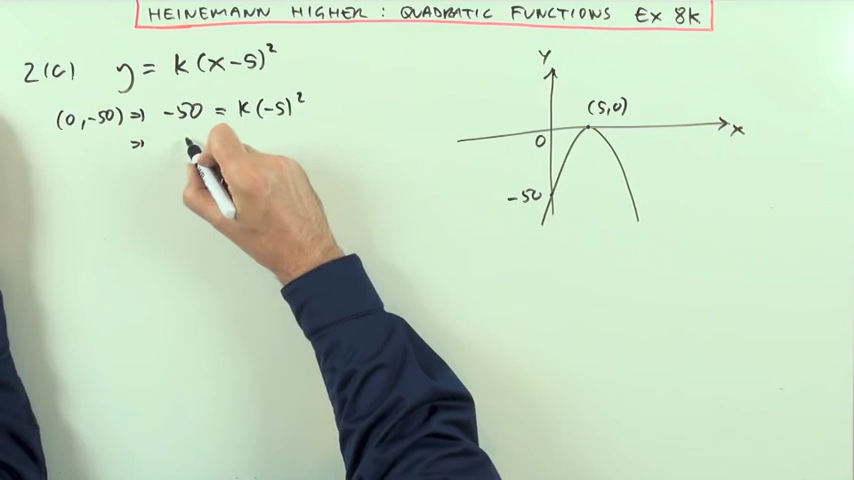 HEINEMANN HIGHER : QUADRATIC FUNCTIONS Ex 8K
2(c) y = k(x-5)²
(0,-50) ⇒ -50 = k(-5)²
⇒
Y
(5,0)
0
X
-50